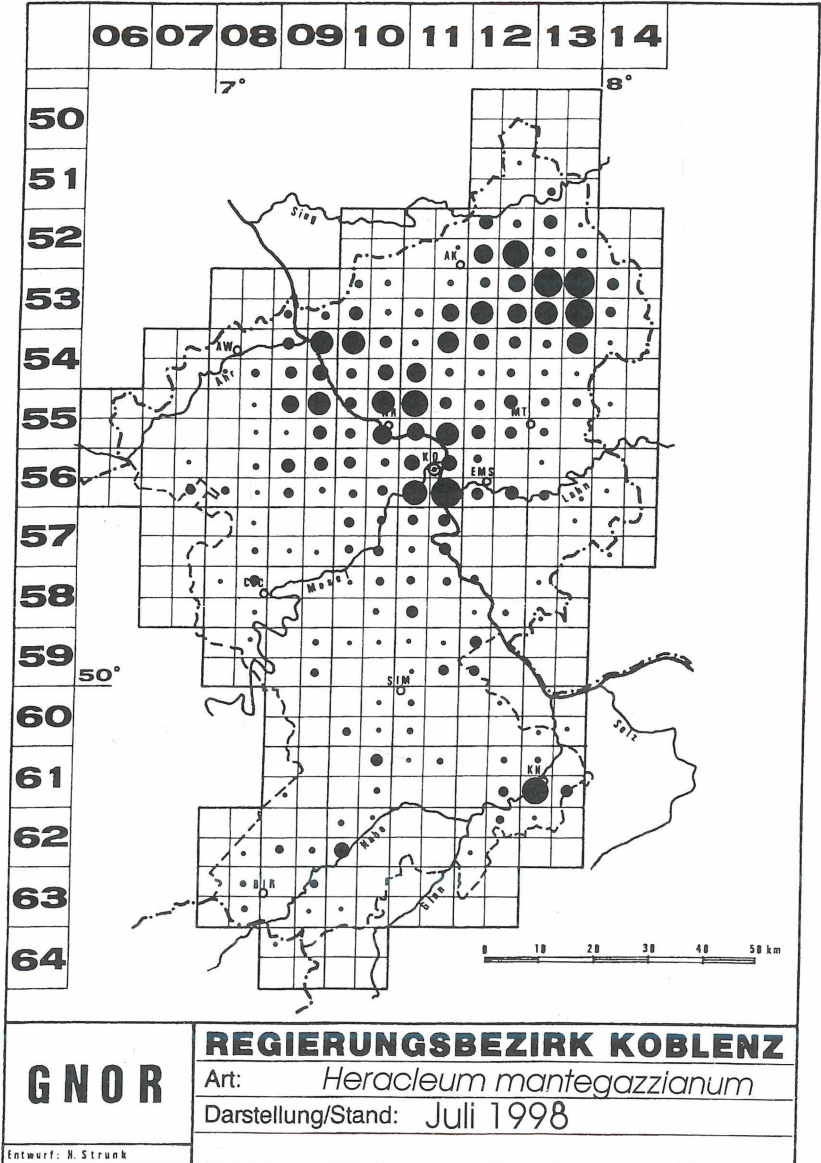 06 07 08 09 10 11 12 13 14
7° 8°
50
51
Sieg
52
AK
53
54
AW
Ahr
55
NR MT
KO
56
EMS
Lahn
57
58
COC Mosel
59
50°
SIM
60
Selz
61
KH
62
Nahe
63
BIR
Glan
64
0 10 20 30 40 50 km
GNOR
REGIERUNGSBEZIRK KOBLENZ
Art: Heracleum mantegazzianum
Darstellung/Stand: Juli 1998
Entwurf: N. Strunk